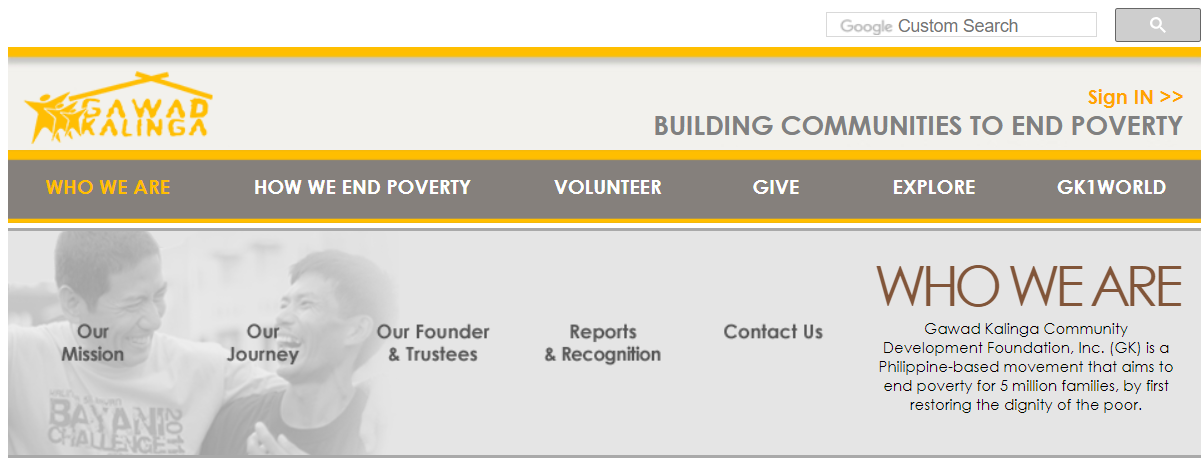 Google Custom Search
GAWAD
KALINGA
Sign IN >>
BUILDING COMMUNITIES TO END POVERTY
WHO WE ARE
HOW WE END POVERTY
VOLUNTEER
GIVE
EXPLORE
GK1WORLD
Our
Mission
Our
Journey
Our Founder
& Trustees
Reports
& Recognition
Contact Us
WHO WE ARE
Gawad Kalinga Community
Development Foundation, Inc. (GK) is a
Philippine-based movement that aims to
end poverty for 5 million families, by first
restoring the dignity of the poor.
BAYANI
CHALLENGE
2011